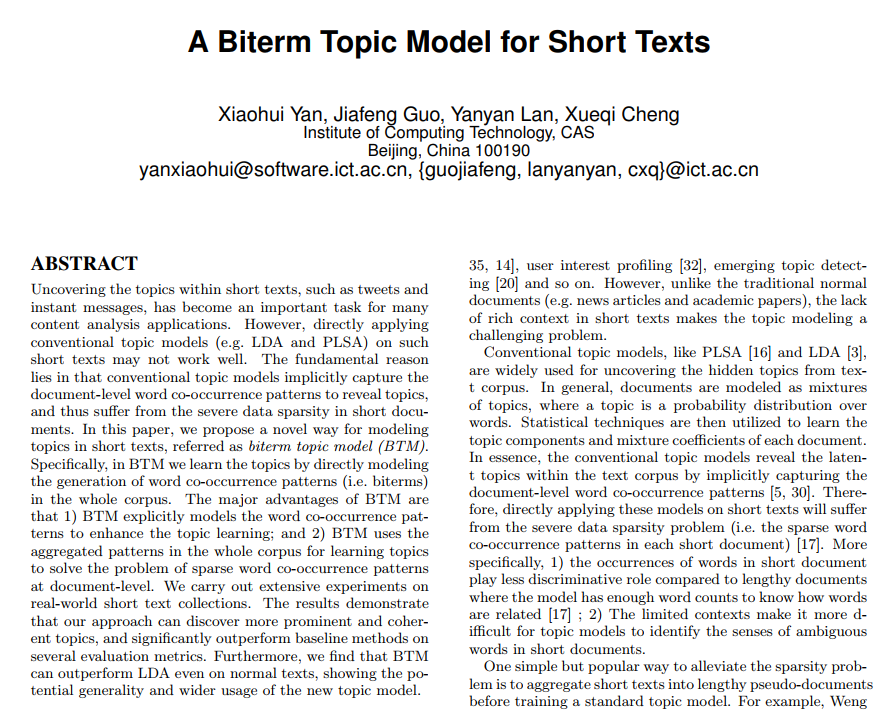 A Biterm Topic Model for Short Texts
Xiaohui Yan, Jiafeng Guo, Yanyan Lan, Xueqi Cheng
Institute of Computing Technology, CAS
Beijing, China 100190
yanxiaohui@software.ict.ac.cn, {guojiafeng, lanyanyan, cxq}@ict.ac.cn
ABSTRACT
Uncovering the topics within short texts, such as tweets and
instant messages, has become an important task for many
content analysis applications. However, directly applying
conventional topic models (e.g. LDA and PLSA) on such
short texts may not work well. The fundamental reason
lies in that conventional topic models implicitly capture the
document-level word co-occurrence patterns to reveal topics,
and thus suffer from the severe data sparsity in short docu-
ments. In this paper, we propose a novel way for modeling
topics in short texts, referred as biterm topic model (BTM).
Specifically, in BTM we learn the topics by directly modeling
the generation of word co-occurrence patterns (i.e. biterms)
in the whole corpus. The major advantages of BTM are
that 1) BTM explicitly models the word co-occurrence pat-
terns to enhance the topic learning; and 2) BTM uses the
aggregated patterns in the whole corpus for learning topics
to solve the problem of sparse word co-occurrence patterns
at document-level. We carry out extensive experiments on
real-world short text collections. The results demonstrate
that our approach can discover more prominent and coher-
ent topics, and significantly outperform baseline methods on
several evaluation metrics. Furthermore, we find that BTM
can outperform LDA even on normal texts, showing the po-
tential generality and wider usage of the new topic model.
35, 14], user interest profiling [32], emerging topic detect-
ing [20] and so on. However, unlike the traditional normal
documents (e.g. news articles and academic papers), the lack
of rich context in short texts makes the topic modeling a
challenging problem.
Conventional topic models, like PLSA [16] and LDA [3],
are widely used for uncovering the hidden topics from tex-
t corpus. In general, documents are modeled as mixtures
of topics, where a topic is a probability distribution over
words. Statistical techniques are then utilized to learn the
topic components and mixture coefficients of each document.
In essence, the conventional topic models reveal the laten-
t topics within the text corpus by implicitly capturing the
document-level word co-occurrence patterns [5, 30]. There-
fore, directly applying these models on short texts will suffer
from the severe data sparsity problem (i.e. the sparse word
co-occurrence patterns in each short document) [17]. More
specifically, 1) the occurrences of words in short document
play less discriminative role compared to lengthy documents
where the model has enough word counts to know how words
are related [17] ; 2) The limited contexts make it more d-
ifficult for topic models to identify the senses of ambiguous
words in short documents.
One simple but popular way to alleviate the sparsity prob-
lem is to aggregate short texts into lengthy pseudo-documents
before training a standard topic model. For example, Weng